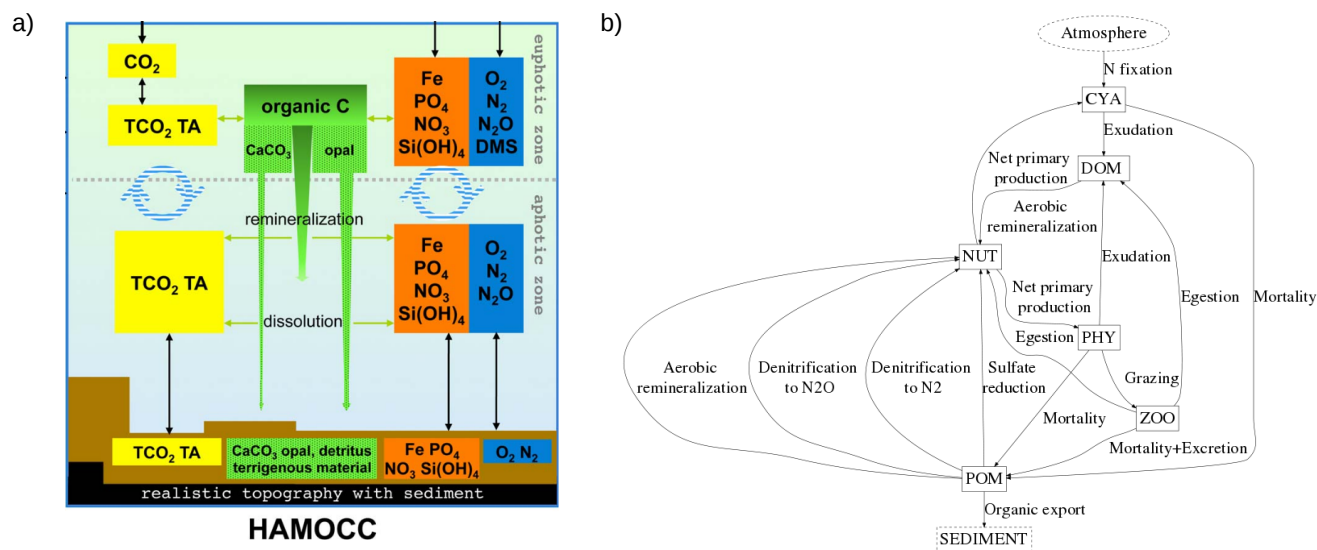 a)
CO₂
TCO₂ TA
organic C
CaCO₃
opal
Fe
PO₄
NO₃
Si(OH)₄
O₂
N₂
N₂O
DMS
euphotic zone
remineralization
TCO₂ TA
dissolution
Fe
PO₄
NO₃
Si(OH)₄
O₂
N₂
N₂O
aphotic zone
TCO₂ TA
CaCO₃ opal, detritus
terrigenous material
Fe PO₄
NO₃ Si(OH)₄
O₂ N₂
realistic topography with sediment
HAMOCC
b)
Atmosphere
N fixation
CYA
Exudation
Net primary
production
DOM
Aerobic
remineralization
NUT
Exudation
Net primary
production
Egestion
Mortality
Egestion
PHY
Aerobic
remineralization
Denitrification
to N2O
Denitrification
to N2
Sulfate
reduction
Grazing
Mortality
ZOO
Mortality+Excretion
POM
Organic export
SEDIMENT